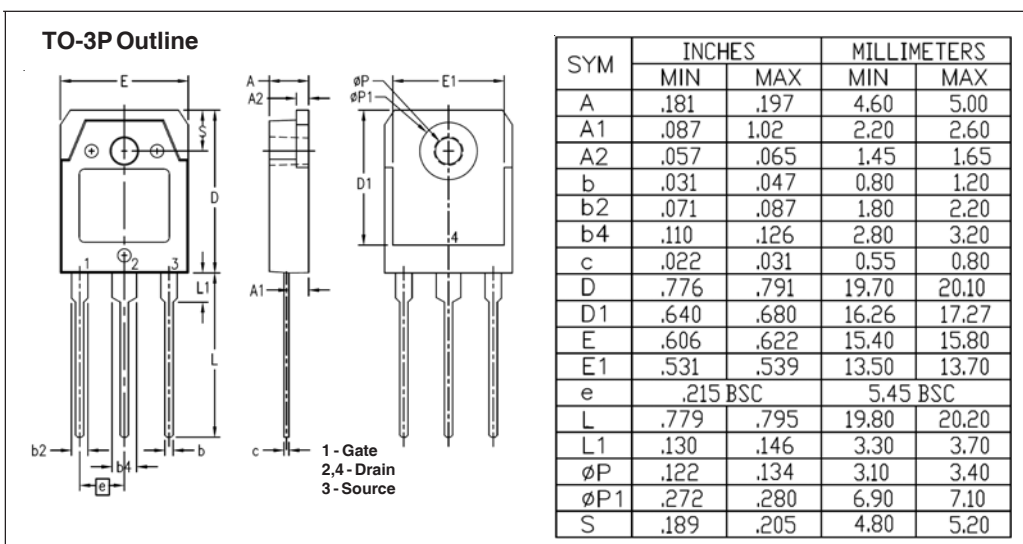 TO-3P Outline
E
A
A2
øP
øP1
E1
S
D
D1
4
1 2 3
L1
A1
L
b2
b
b4
e
c
1 - Gate
2,4 - Drain
3 - Source
SYM INCHES MILLIMETERS
MIN MAX MIN MAX
A .181 .197 4.60 5.00
A1 .087 1.02 2.20 2.60
A2 .057 .065 1.45 1.65
b .031 .047 0.80 1.20
b2 .071 .087 1.80 2.20
b4 .110 .126 2.80 3.20
c .022 .031 0.55 0.80
D .776 .791 19.70 20.10
D1 .640 .680 16.26 17.27
E .606 .622 15.40 15.80
E1 .531 .539 13.50 13.70
e .215 BSC 5.45 BSC
L .779 .795 19.80 20.20
L1 .130 .146 3.30 3.70
øP .122 .134 3.10 3.40
øP1 .272 .280 6.90 7.10
S .189 .205 4.80 5.20